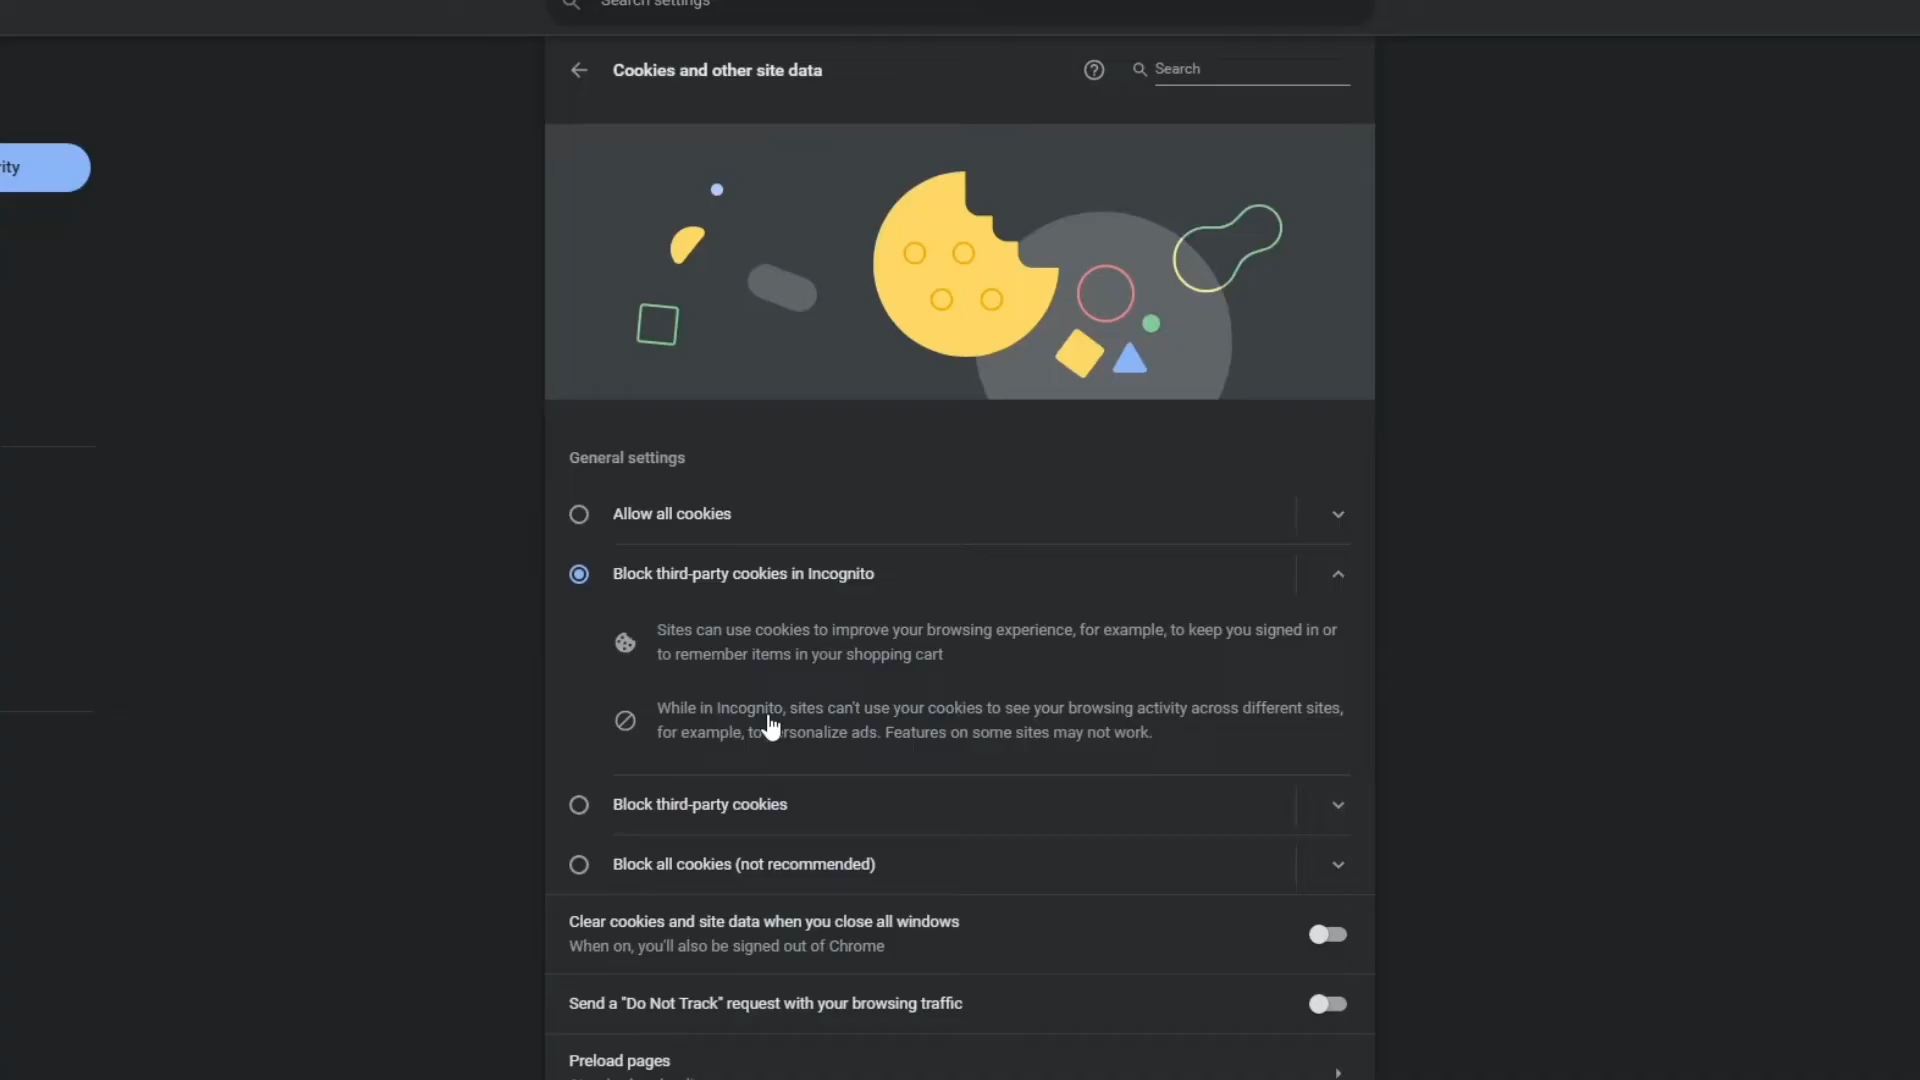 Search settings
Cookies and other site data
Search
ity
General settings
Allow all cookies
Block third-party cookies in Incognito
Sites can use cookies to improve your browsing experience, for example, to keep you signed in or
to remember items in your shopping cart
While in Incognito, sites can't use your cookies to see your browsing activity across different sites,
for example, to personalize ads. Features on some sites may not work.
Block third-party cookies
Block all cookies (not recommended)
Clear cookies and site data when you close all windows
When on, you'll also be signed out of Chrome
Send a "Do Not Track" request with your browsing traffic
Preload pages